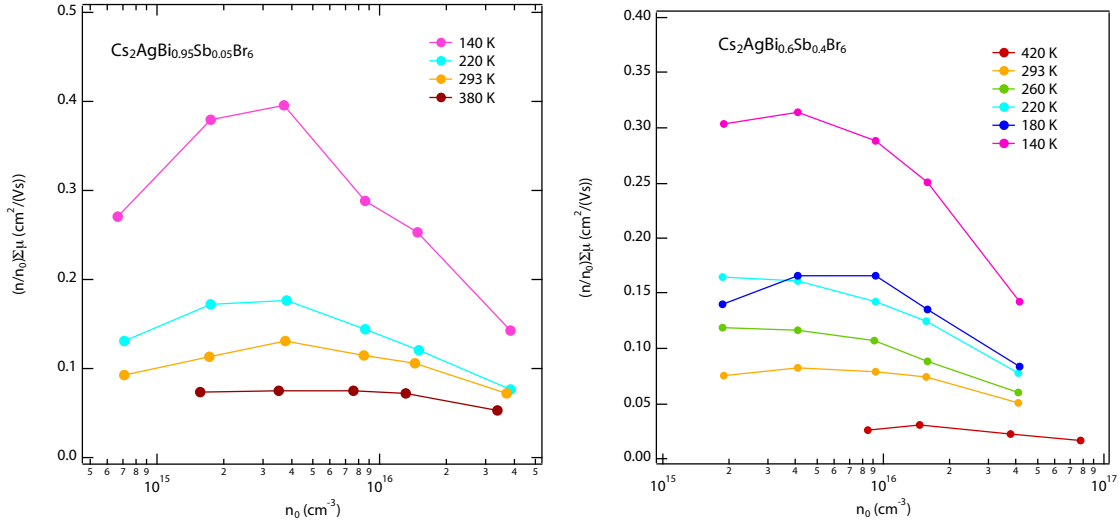 0.5
0.4
0.3
0.2
0.1
0.0
(n/n0)Σμ (cm2/(Vs))
Cs2AgBi0.95Sb0.05Br6
140 K
220 K
293 K
380 K
5 6 7 8 9 2 3 4 5 6 7 8 9 2 3 4 5
10^15 10^16
n0 (cm-3)
0.40
0.35
0.30
0.25
0.20
0.15
0.10
0.05
0.00
(n/n0)Σμ (cm2/(Vs))
Cs2AgBi0.6Sb0.4Br6
420 K
293 K
260 K
220 K
180 K
140 K
2 3 4 5 6 7 8 9 2 3 4 5 6 7 8 9
10^15 10^16 10^17
n0 (cm-3)